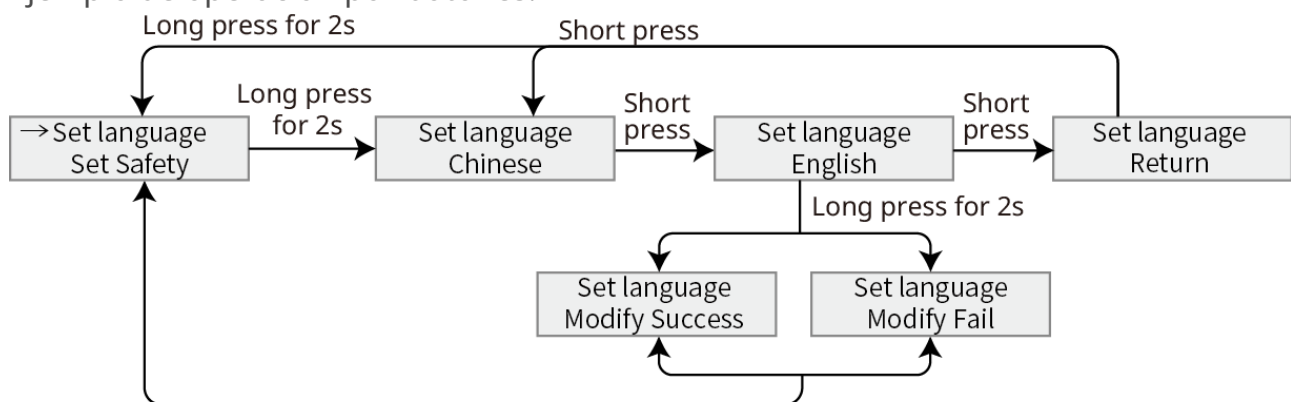 Long press for 2s
Short press
Long press
for 2s
Short
press
Short
press
→Set language
Set Safety
Set language
Chinese
Set language
English
Set language
Return
Long press for 2s
Set language
Modify Success
Set language
Modify Fail